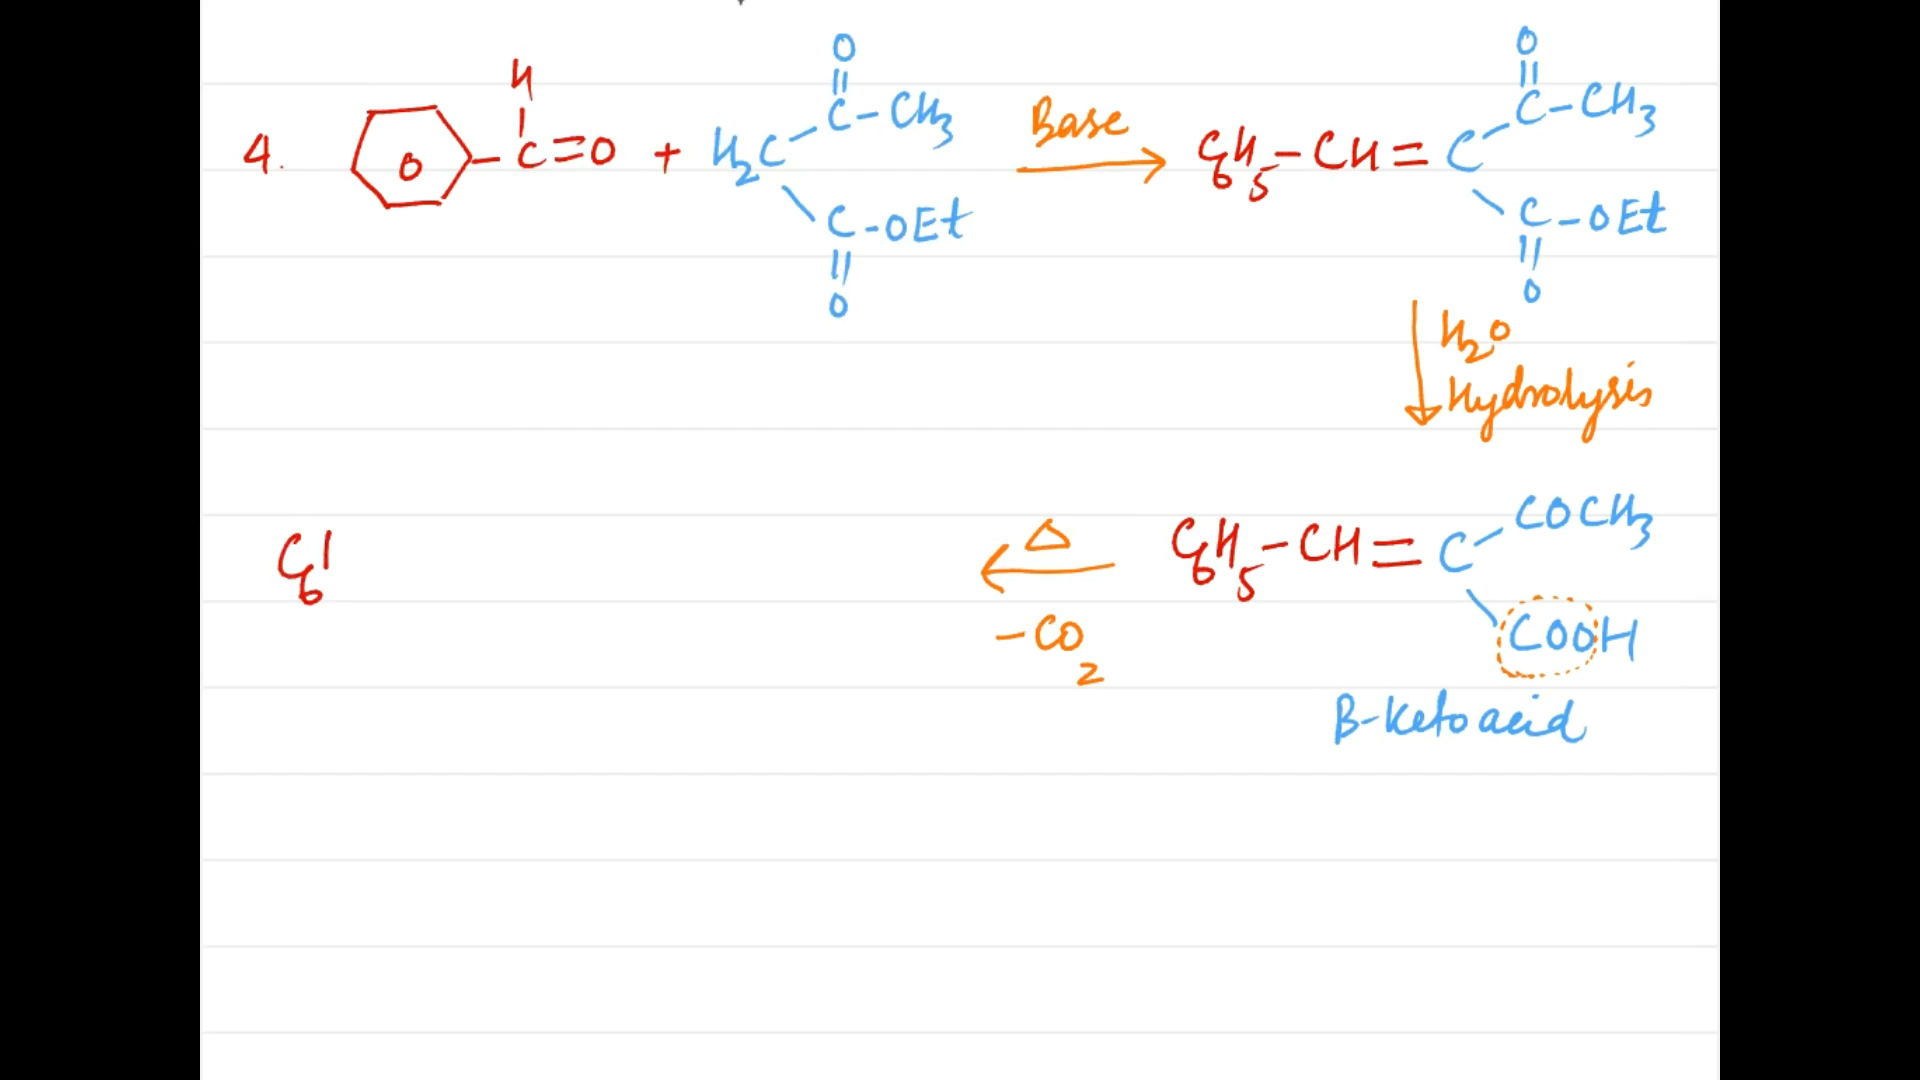 O O
H || ||
4. O -C=O + H₂C -C-CH₃ Base C₆H₅-CH=C -C-CH₃
C-OEt C-OEt
|| ||
O O
H₂O
Hydrolysis
C₆ Δ C₆H₅-CH=C COCH₃
-CO₂ COOH
B-Keto acid